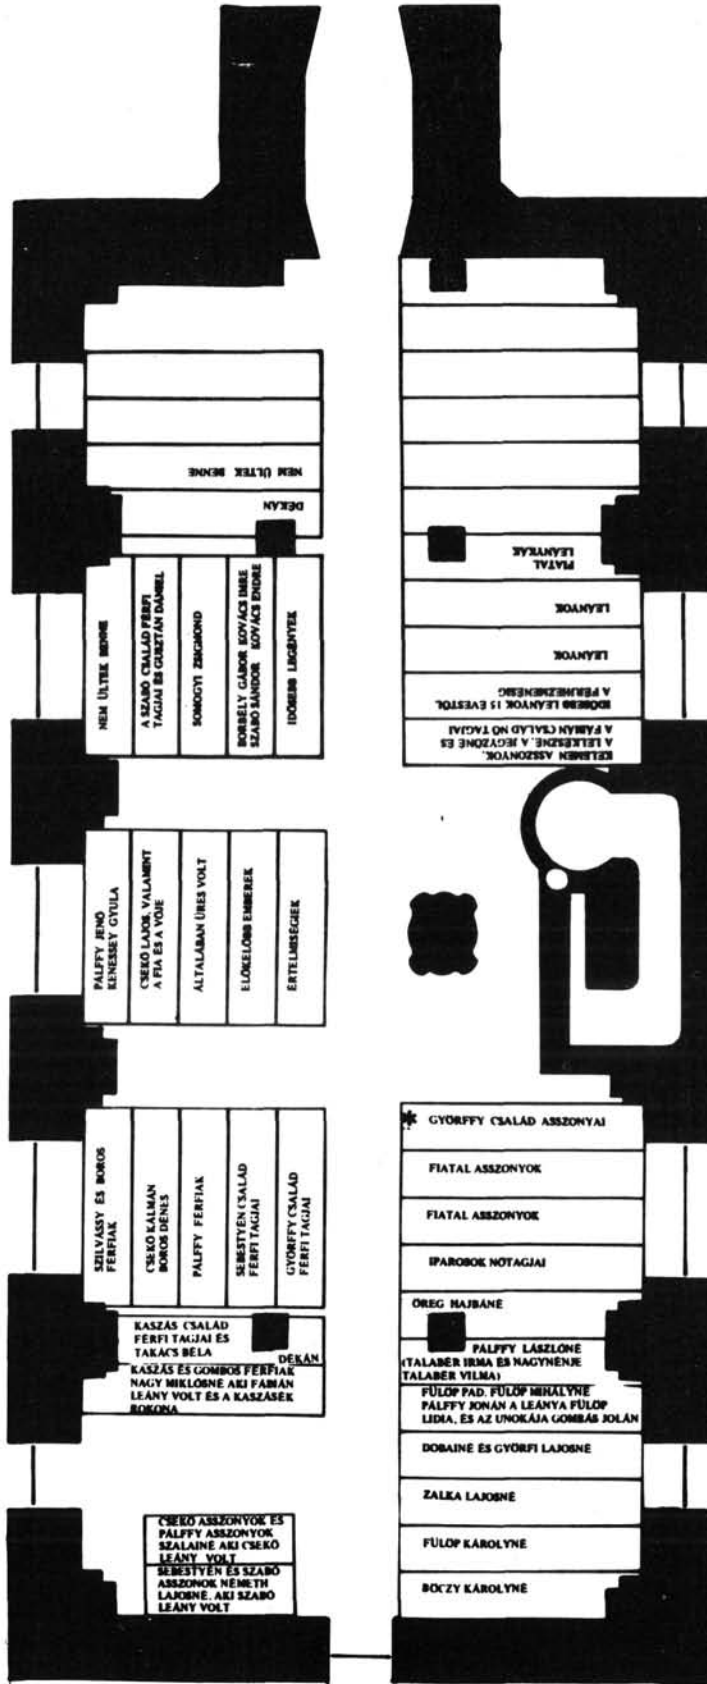 NEM ÜLTEK BENNE
DÉKÁN
NEM ÜLTEK BENNE
A SZABÓ CSALÁD FÉRFI
TAGJAI ÉS GUSZTÁN DÁNIEL
SOMOGYI ZSIGMOND
BORBÉLY GÁBOR KOVÁCS IMRE
SZABÓ SÁNDOR KOVÁCS ENDRE
IDŐSEBB LEGÉNYEK
FIATAL
LEÁNYKÁK
LEÁNYOK
LEÁNYOK
IDŐSEBB LEÁNYOK 15 ÉVESTŐL
A FÉRJHEZMENÉSIG
KELEMEN ASSZONYOK,
A LELKÉSZNÉ, A JEGYZŐNÉ ÉS
A FÁBIÁN CSALÁD NŐ TAGJAI
PÁLFFY JENŐ
KENESSEY GYULA
CSEKŐ LAJOS, VALAMINT
A FIA ÉS A VŐJE
ÁLTALÁBAN ÜRES VOLT
ELŐKELŐBB EMBEREK
ÉRTELMISÉGIEK
SZILVÁSSY ÉS BOROS
FÉRFIAK
CSEKŐ KÁLMÁN
BOROS DÉNES
PÁLFFY FÉRFIAK
SEBESTYÉN CSALÁD
FÉRFI TAGJAI
GYÖRFFY CSALÁD
FÉRFI TAGJAI
* GYÖRFFY CSALÁD ASSZONYAI
FIATAL ASSZONYOK
FIATAL ASSZONYOK
IPAROSOK NŐTAGJAI
ÖREG HAJBÁNÉ
KASZÁS CSALÁD
FÉRFI TAGJAI ÉS
TAKÁCS BÉLA
DÉKÁN
KASZÁS ÉS GOMBOS FÉRFIAK
NAGY MIKLÓSNÉ AKI FÁBIÁN
LEÁNY VOLT ÉS A KASZÁSÉK
ROKONA
PÁLFFY LÁSZLÓNÉ
(TALABÉR IRMA ÉS NAGYNÉNJE
TALABÉR VILMA)
FÜLÖP PAD. FÜLÖP MIHÁLYNÉ
PÁLFFY JONÁN A LEÁNYA FÜLÖP
LIDIA, ÉS AZ UNOKÁJA GOMBÁS JOLÁN
DOBAINÉ ÉS GYÖRFI LAJOSNÉ
ZALKA LAJOSNÉ
FÜLÖP KÁROLYNÉ
BÓCZY KÁROLYNÉ
CSEKŐ ASSZONYOK ÉS
PÁLFFY ASSZONYOK
SZALAINÉ AKI CSEKŐ
LEÁNY VOLT
SEBESTYÉN ÉS SZABÓ
ASSZONOK NÉMETH
LAJOSNÉ, AKI SZABÓ
LEÁNY VOLT